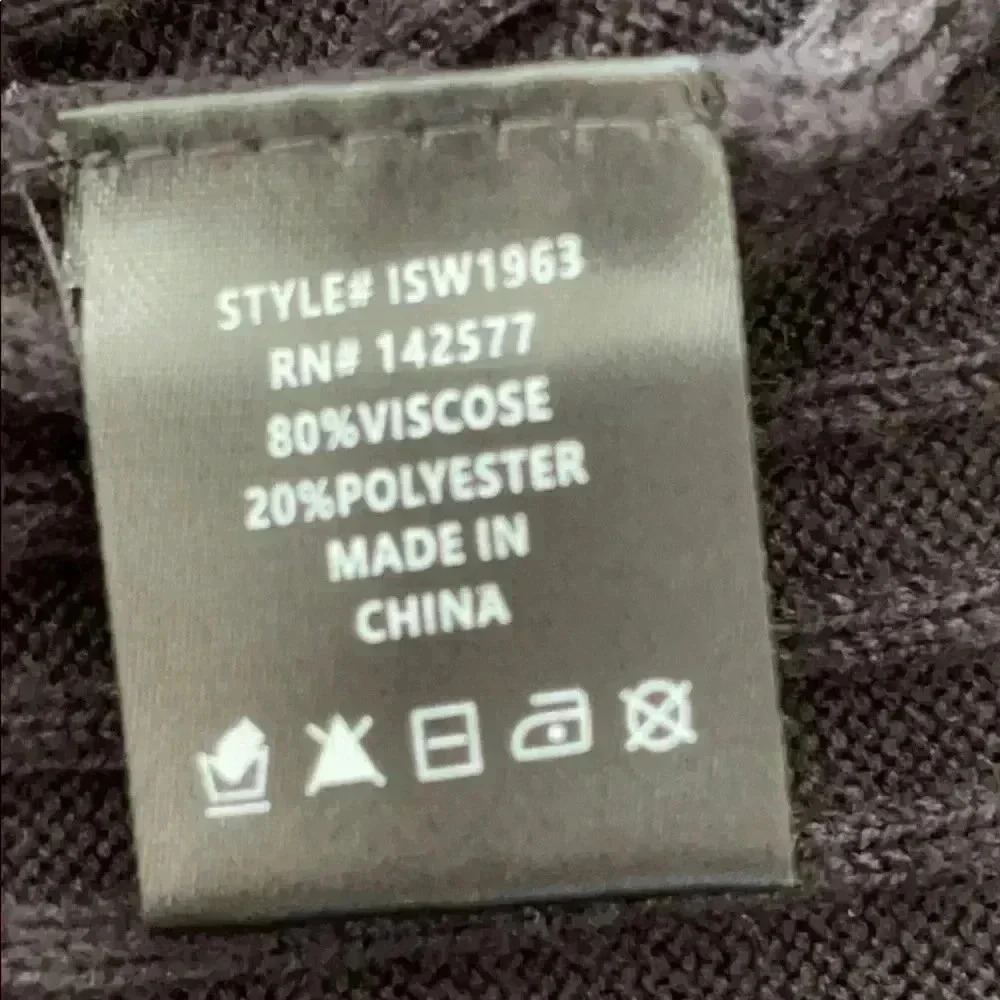 STYLE# ISW1963
RN# 142577
80%VISCOSE
20%POLYESTER
MADE IN
CHINA